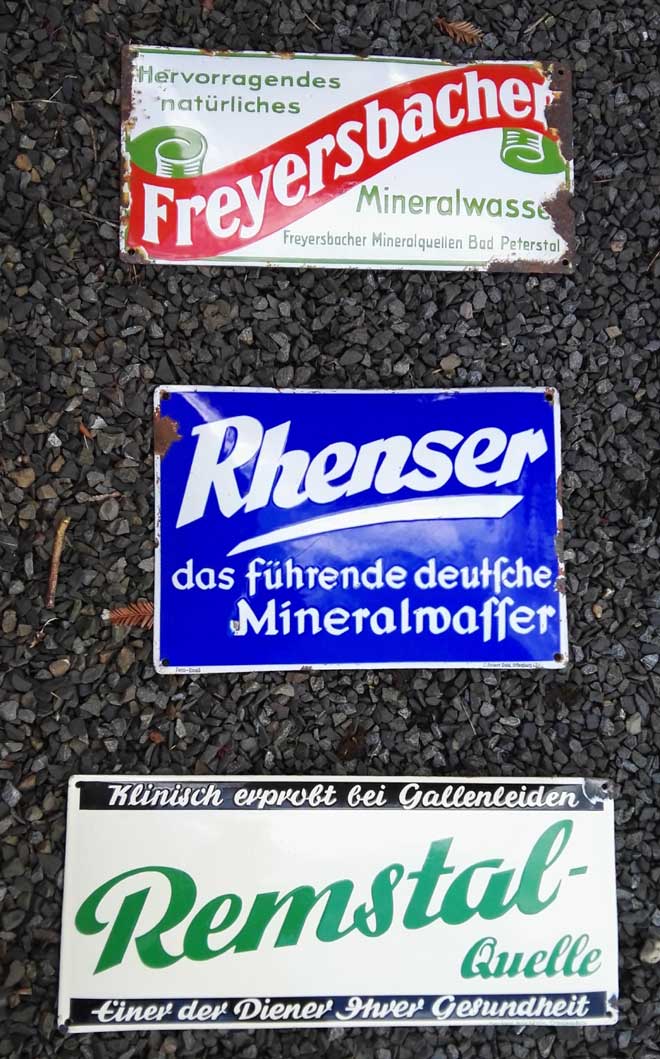 Hervorragendes
natürliches
Freyersbacher
Mineralwasse
Freyersbacher Mineralquellen Bad Peterstal
Rhenser
das führende deutſche
Mineralwaſſer
Klinisch erprobt bei Gallenleiden
Remstal-
Quelle
Einer der Diener Ihrer Gesundheit